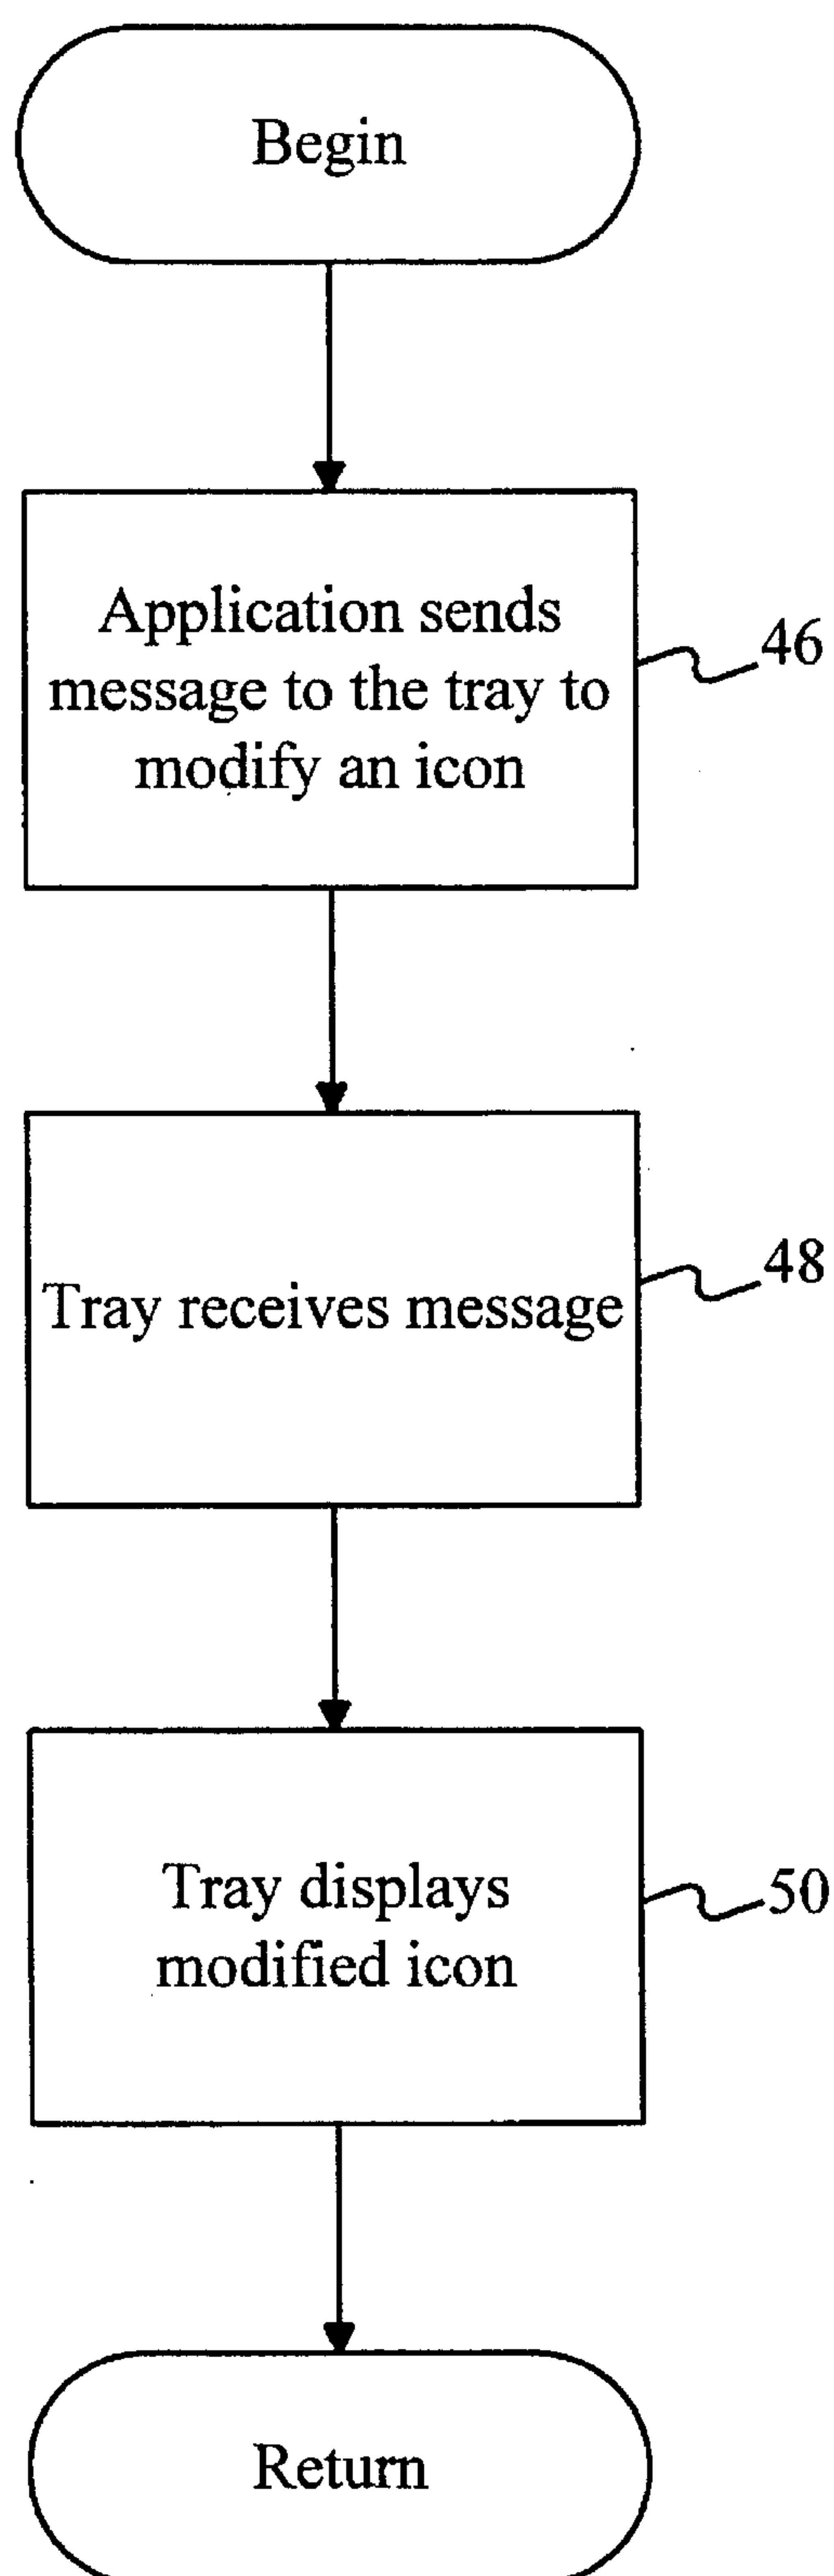 Begin
Application sends
message to the tray to
modify an icon
46
Tray receives message
48
Tray displays
modified icon
50
Return